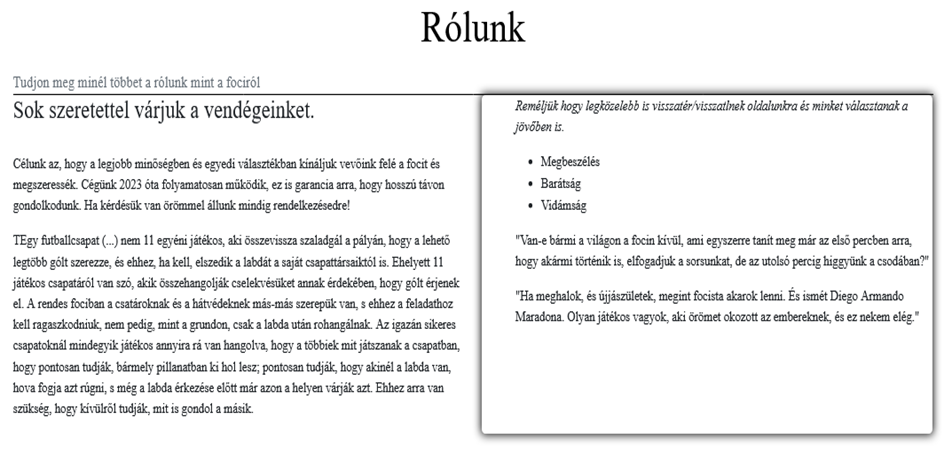 Rólunk
Tudjon meg minél többet a rólunk mint a fociról
Sok szeretettel várjuk a vendégeinket.
Célunk az, hogy a legjobb minőségben és egyedi választékban kínáljuk vevőink felé a focit és
megszeressék. Cégünk 2023 óta folyamatosan működik, ez is garancia arra, hogy hosszú távon
gondolkodunk. Ha kérdésük van örömmel állunk mindig rendelkezésedre!
TEgy futballcsapat (...) nem 11 egyéni játékos, aki összevissza szaladgál a pályán, hogy a lehető
legtöbb gólt szerezze, és ehhez, ha kell, elszedik a labdát a saját csapattársaiktól is. Ehelyett 11
játékos csapatáról van szó, akik összehangolják cselekvésüket annak érdekében, hogy gólt érjenek
el. A rendes fociban a csatároknak és a hátvédeknek más-más szerepük van, s ehhez a feladathoz
kell ragaszkodniuk, nem pedig, mint a grundon, csak a labda után rohangálnak. Az igazán sikeres
csapatoknál mindegyik játékos annyira rá van hangolva, hogy a többiek mit játszanak a csapatban,
hogy pontosan tudják, bármely pillanatban ki hol lesz; pontosan tudják, hogy akinél a labda van,
hova fogja azt rúgni, s még a labda érkezése előtt már azon a helyen várják azt. Ehhez arra van
szükség, hogy kívülről tudják, mit is gondol a másik.
Reméljük hogy legközelebb is visszatér/visszatlnek oldalunkra és minket választanak a
jövőben is.
• Megbeszélés
• Barátság
• Vidámság
"Van-e bármi a világon a focin kívül, ami egyszerre tanít meg már az első percben arra,
hogy akármi történik is, elfogadjuk a sorsunkat, de az utolsó percig higgyünk a csodában?"
"Ha meghalok, és újjászületek, megint focista akarok lenni. És ismét Diego Armando
Maradona. Olyan játékos vagyok, aki örömet okozott az embereknek, és ez nekem elég."